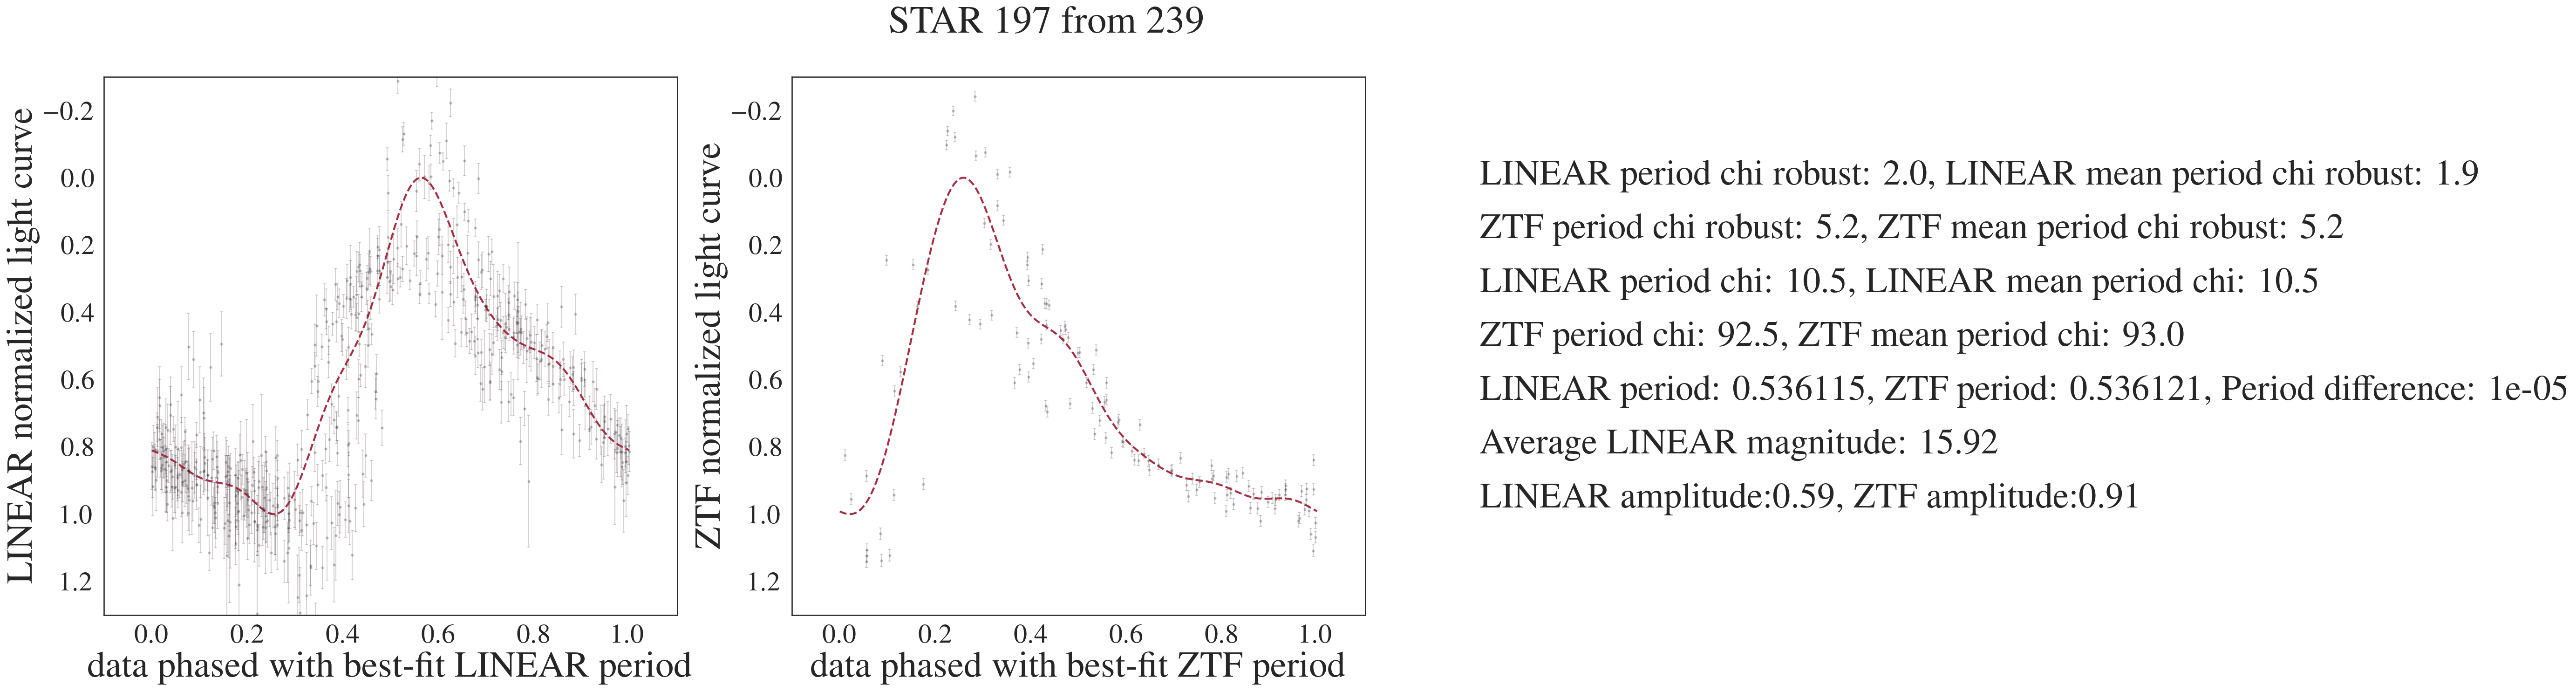 STAR 197 from 239
LINEAR normalized light curve
−0.2
0.0
0.2
0.4
0.6
0.8
1.0
1.2
0.0 0.2 0.4 0.6 0.8 1.0
data phased with best-fit LINEAR period
ZTF normalized light curve
−0.2
0.0
0.2
0.4
0.6
0.8
1.0
1.2
0.0 0.2 0.4 0.6 0.8 1.0
data phased with best-fit ZTF period
LINEAR period chi robust: 2.0, LINEAR mean period chi robust: 1.9
ZTF period chi robust: 5.2, ZTF mean period chi robust: 5.2
LINEAR period chi: 10.5, LINEAR mean period chi: 10.5
ZTF period chi: 92.5, ZTF mean period chi: 93.0
LINEAR period: 0.536115, ZTF period: 0.536121, Period difference: 1e-05
Average LINEAR magnitude: 15.92
LINEAR amplitude:0.59, ZTF amplitude:0.91